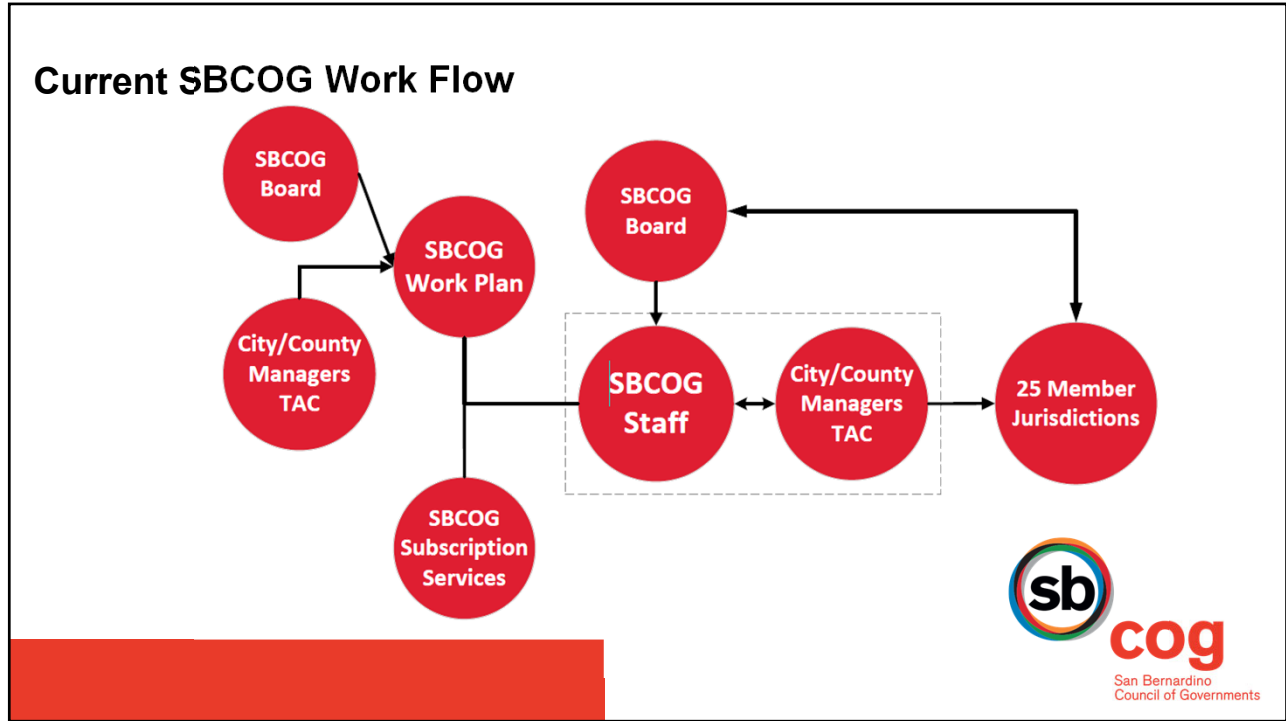 Current SBCOG Work Flow
SBCOG
Board
SBCOG
Work Plan
City/County
Managers
TAC
SBCOG
Subscription
Services
SBCOG
Board
SBCOG
Staff
City/County
Managers
TAC
25 Member
Jurisdictions
sb
cog
San Bernardino
Council of Governments